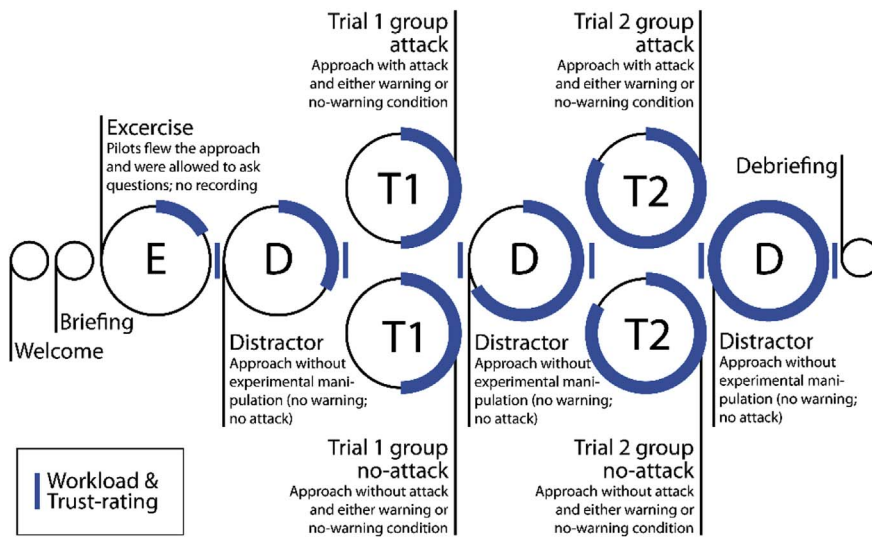 Trial 1 group
attack
Approach with attack
and either warning or
no-warning condition
Trial 2 group
attack
Approach with attack
and either warning or
no-warning condition
Excercise
Pilots flew the approach
and were allowed to ask
questions; no recording
Debriefing
T1
T2
E
D
D
D
Briefing
Welcome
T1
T2
Distractor
Approach without
experimental mani-
pulation (no warning;
no attack)
Distractor
Approach without
experimental mani-
pulation (no warning;
no attack)
Distractor
Approach without
experimental mani-
pulation (no warning;
no attack)
Trial 1 group
no-attack
Approach without attack
and either warning or
no-warning condition
Trial 2 group
no-attack
Approach without attack
and either warning or
no-warning condition
Workload &
Trust-rating